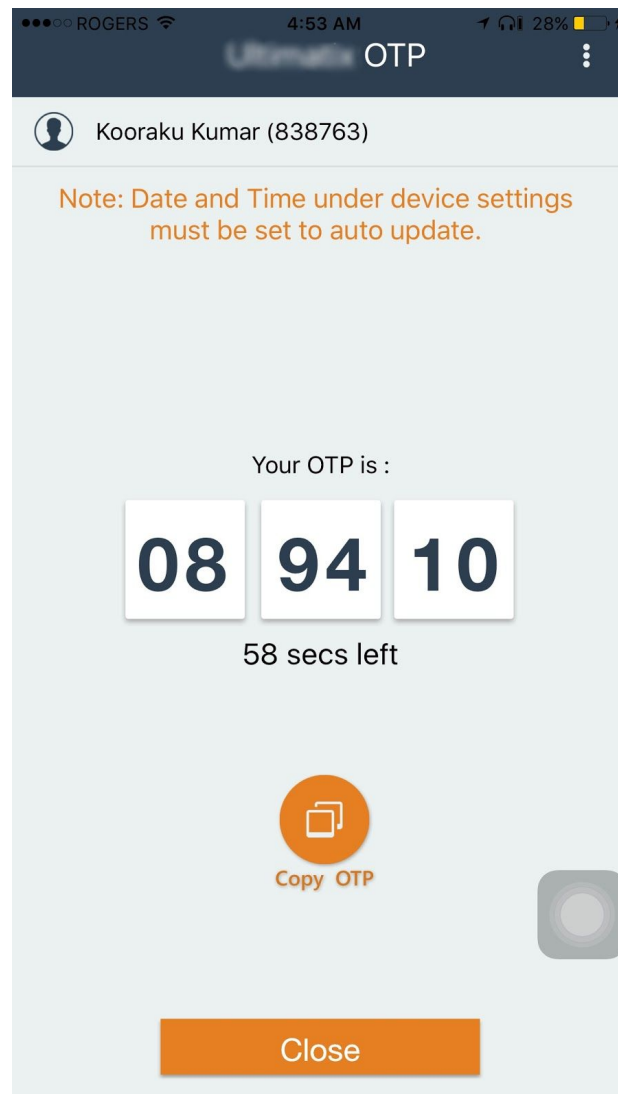 ROGERS 4:53 AM 28%
OTP
Kooraku Kumar (838763)
Note: Date and Time under device settings
must be set to auto update.
Your OTP is :
08 94 10
58 secs left
Copy OTP
Close